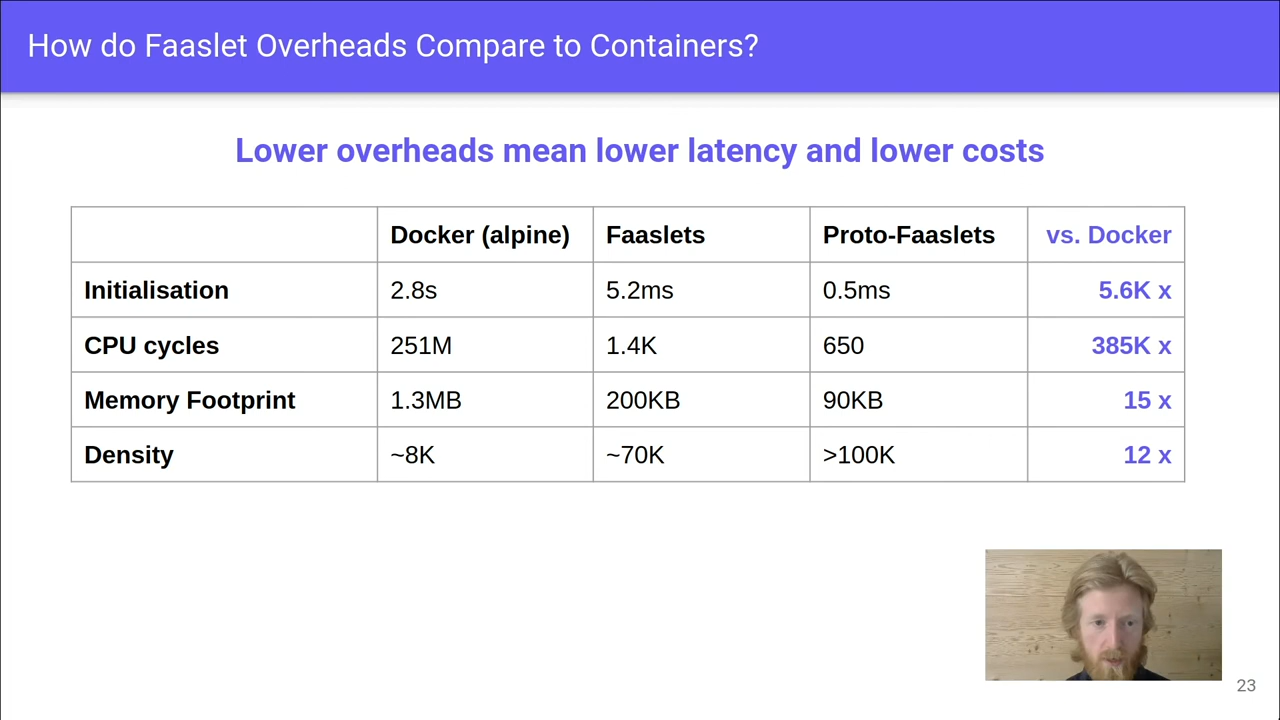 How do Faaslet Overheads Compare to Containers?
Lower overheads mean lower latency and lower costs
Docker (alpine) Faaslets Proto-Faaslets vs. Docker
Initialisation 2.8s 5.2ms 0.5ms 5.6K x
CPU cycles 251M 1.4K 650 385K x
Memory Footprint 1.3MB 200KB 90KB 15 x
Density ~8K ~70K >100K 12 x
23